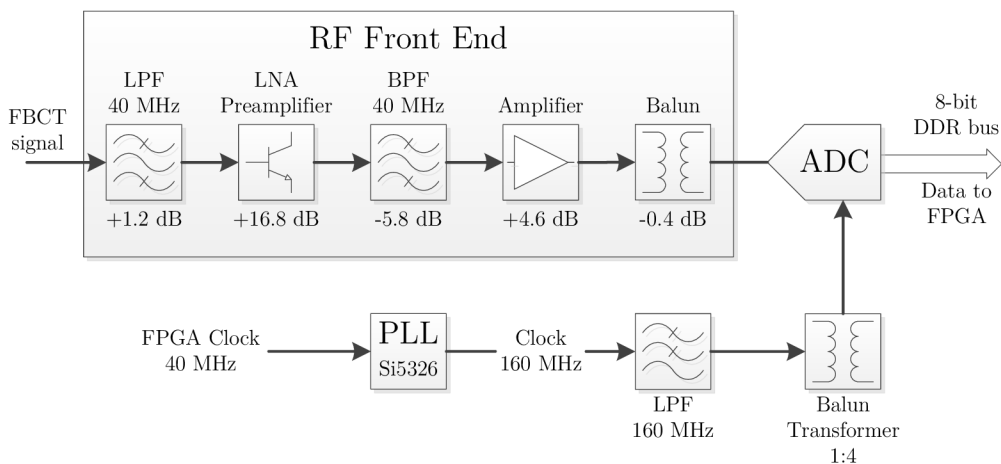 RF Front End
LPF
40 MHz
LNA
Preamplifier
BPF
40 MHz
Amplifier
Balun
FBCT
signal
+1.2 dB
+16.8 dB
-5.8 dB
+4.6 dB
-0.4 dB
ADC
8-bit
DDR bus
Data to
FPGA
FPGA Clock
40 MHz
PLL
Si5326
Clock
160 MHz
LPF
160 MHz
Balun
Transformer
1:4